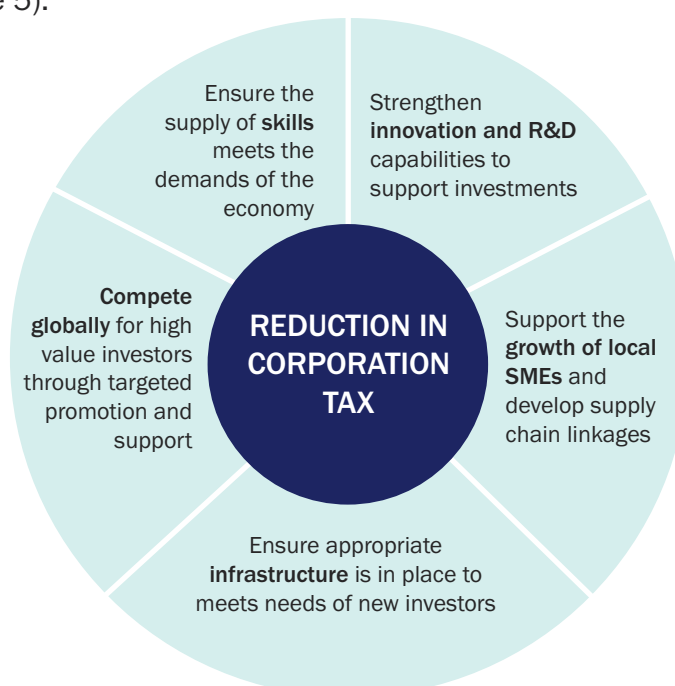 e 5).
Ensure the
supply of skills
meets the
demands of the
economy
Strengthen
innovation and R&D
capabilities to
support investments
Compete
globally for high
value investors
through targeted
promotion and
support
REDUCTION IN
CORPORATION
TAX
Support the
growth of local
SMEs and
develop supply
chain linkages
Ensure appropriate
infrastructure is in place to
meets needs of new investors